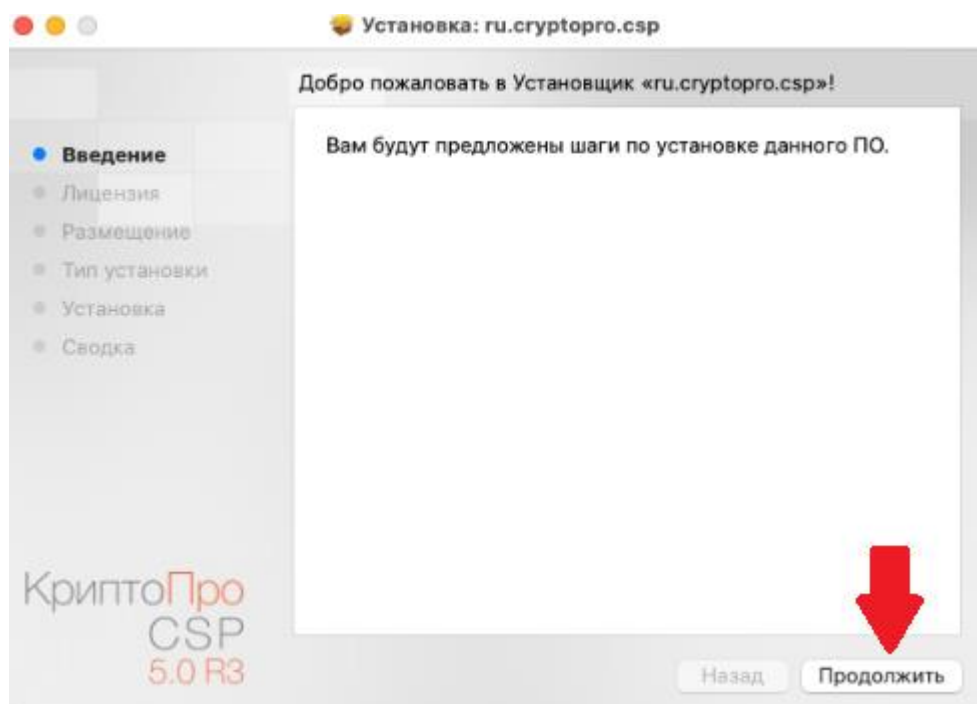 Установка: ru.cryptopro.csp
Добро пожаловать в Установщик «ru.cryptopro.csp»!
Введение
Лицензия
Размещение
Тип установки
Установка
Сводка
Вам будут предложены шаги по установке данного ПО.
КриптоПро
CSP
5.0 R3
Назад
Продолжить